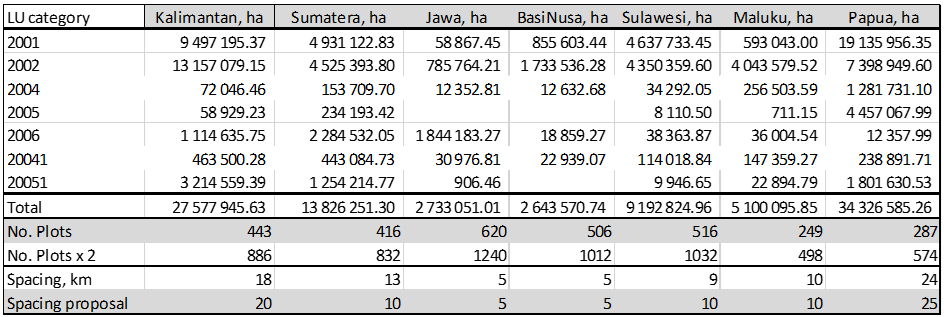 LU category Kalimantan, ha Sumatera, ha Jawa, ha BasiNusa, ha Sulawesi, ha Maluku, ha Papua, ha
2001 9 497 195.37 4 931 122.83 58 867.45 855 603.44 4 637 733.45 593 043.00 19 135 956.35
2002 13 157 079.15 4 525 393.80 785 764.21 1 733 536.28 4 350 359.60 4 043 579.52 7 398 949.60
2004 72 046.46 153 709.70 12 352.81 12 632.68 34 292.05 256 503.59 1 281 731.10
2005 58 929.23 234 193.42 8 110.50 711.15 4 457 067.99
2006 1 114 635.75 2 284 532.05 1 844 183.27 18 859.27 38 363.87 36 004.54 12 357.99
20041 463 500.28 443 084.73 30 976.81 22 939.07 114 018.84 147 359.27 238 891.71
20051 3 214 559.39 1 254 214.77 906.46 9 946.65 22 894.79 1 801 630.53
Total 27 577 945.63 13 826 251.30 2 733 051.01 2 643 570.74 9 192 824.96 5 100 095.85 34 326 585.26
No. Plots 443 416 620 506 516 249 287
No. Plots x 2 886 832 1240 1012 1032 498 574
Spacing, km 18 13 5 5 9 10 24
Spacing proposal 20 10 5 5 10 10 25